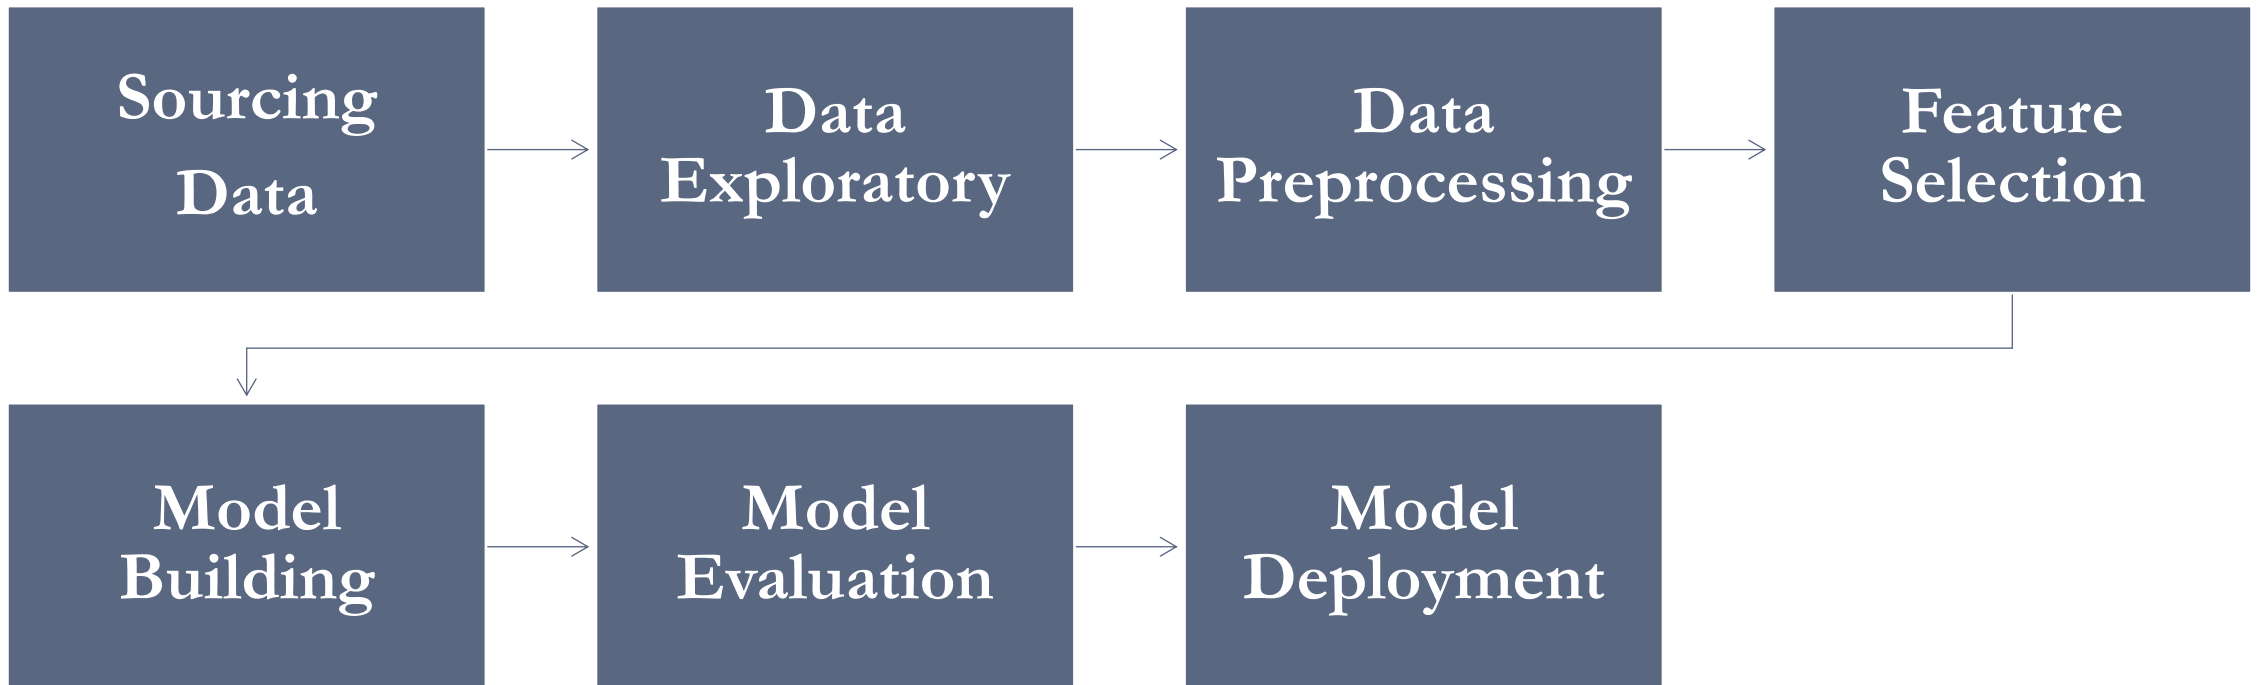 Sourcing
Data
Data
Exploratory
Data
Preprocessing
Feature
Selection
Model
Building
Model
Evaluation
Model
Deployment